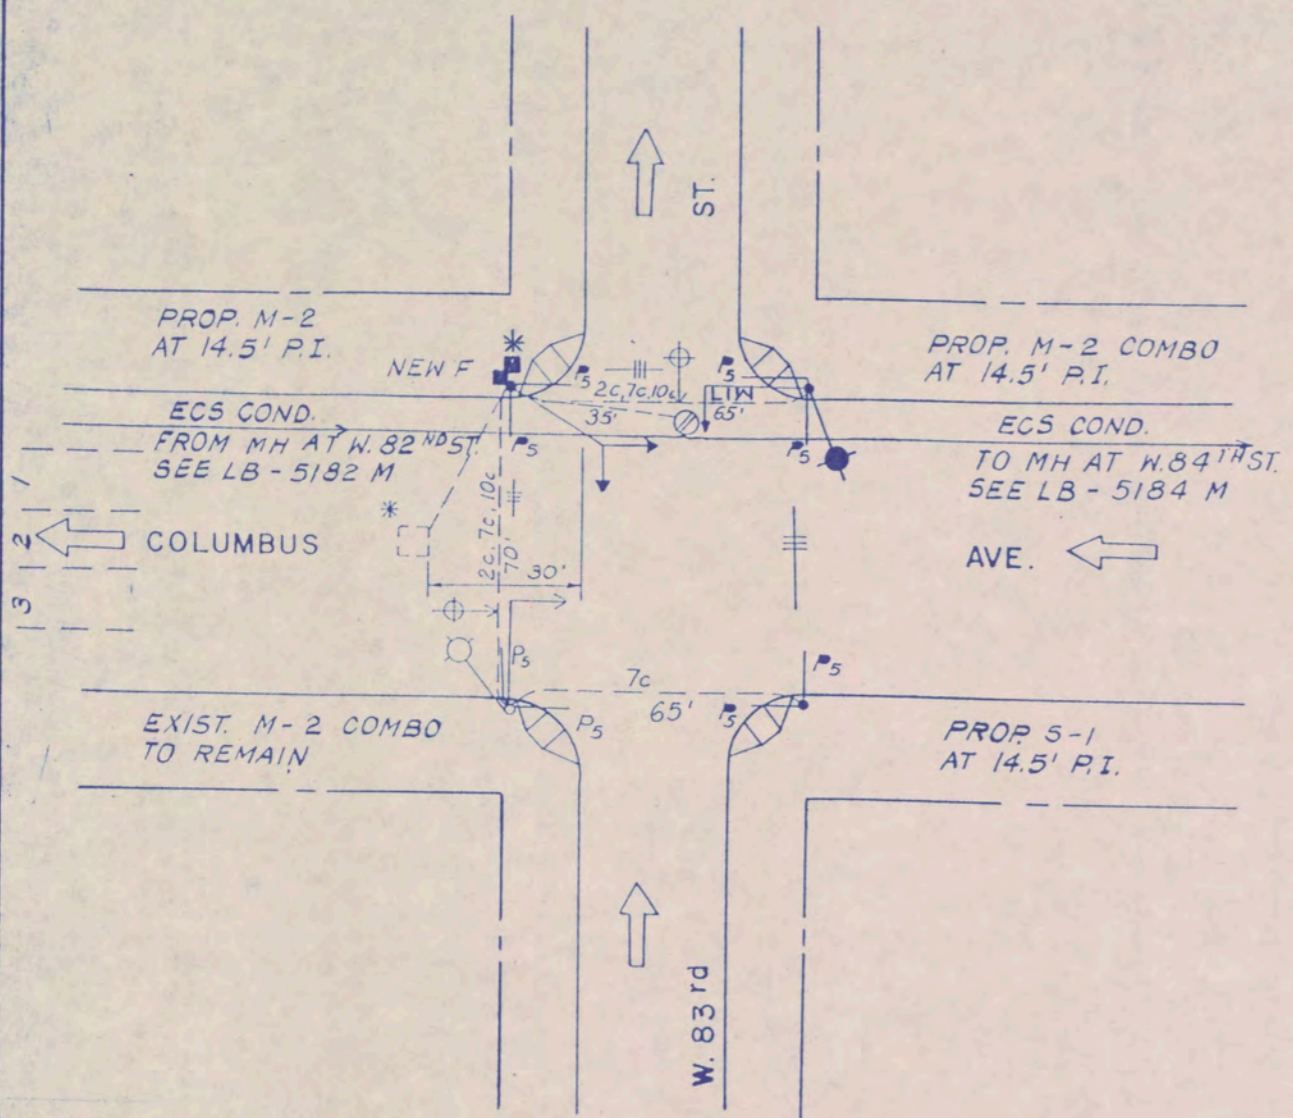 ST.
PROP. M-2
AT 14.5' P.I.
NEW F
*
P5
2c, 7c, 10c
35'
P5
65'
PROP. M-2 COMBO
AT 14.5' P.I.
ECS COND.
FROM MH AT W. 82ND ST.
SEE LB - 5182 M
P5
P5
ECS COND.
TO MH AT W. 84TH ST.
SEE LB - 5184 M
1
2
3
*
COLUMBUS
2c, 7c, 10c
70'
30'
AVE.
P5
P5
7c
65'
P5
P5
EXIST. M-2 COMBO
TO REMAIN
PROP. S-1
AT 14.5' P.I.
W. 83rd